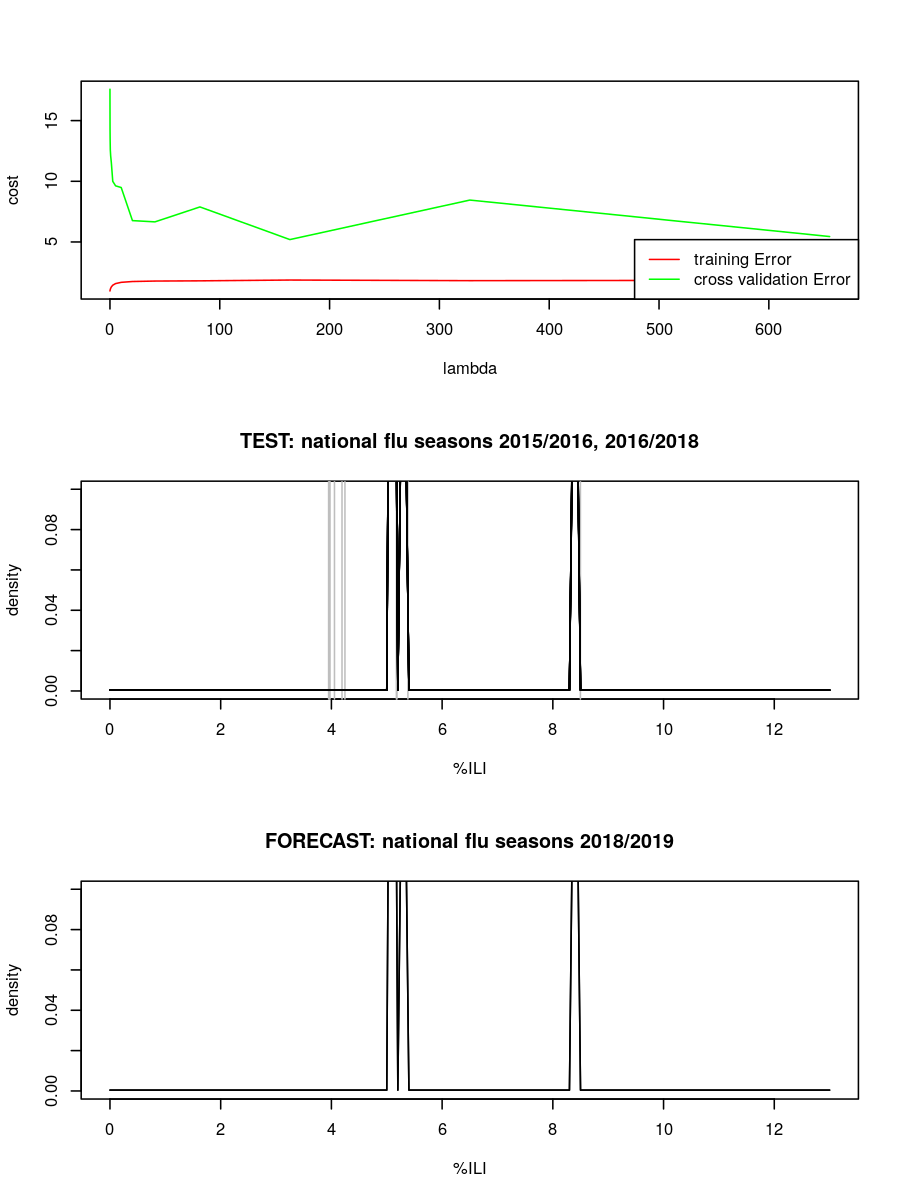 cost
15
10
5
training Error
cross validation Error
0 100 200 300 400 500 600
lambda
TEST: national flu seasons 2015/2016, 2016/2018
density
0.08
0.04
0.00
0 2 4 6 8 10 12
%ILI
FORECAST: national flu seasons 2018/2019
density
0.08
0.04
0.00
0 2 4 6 8 10 12
%ILI